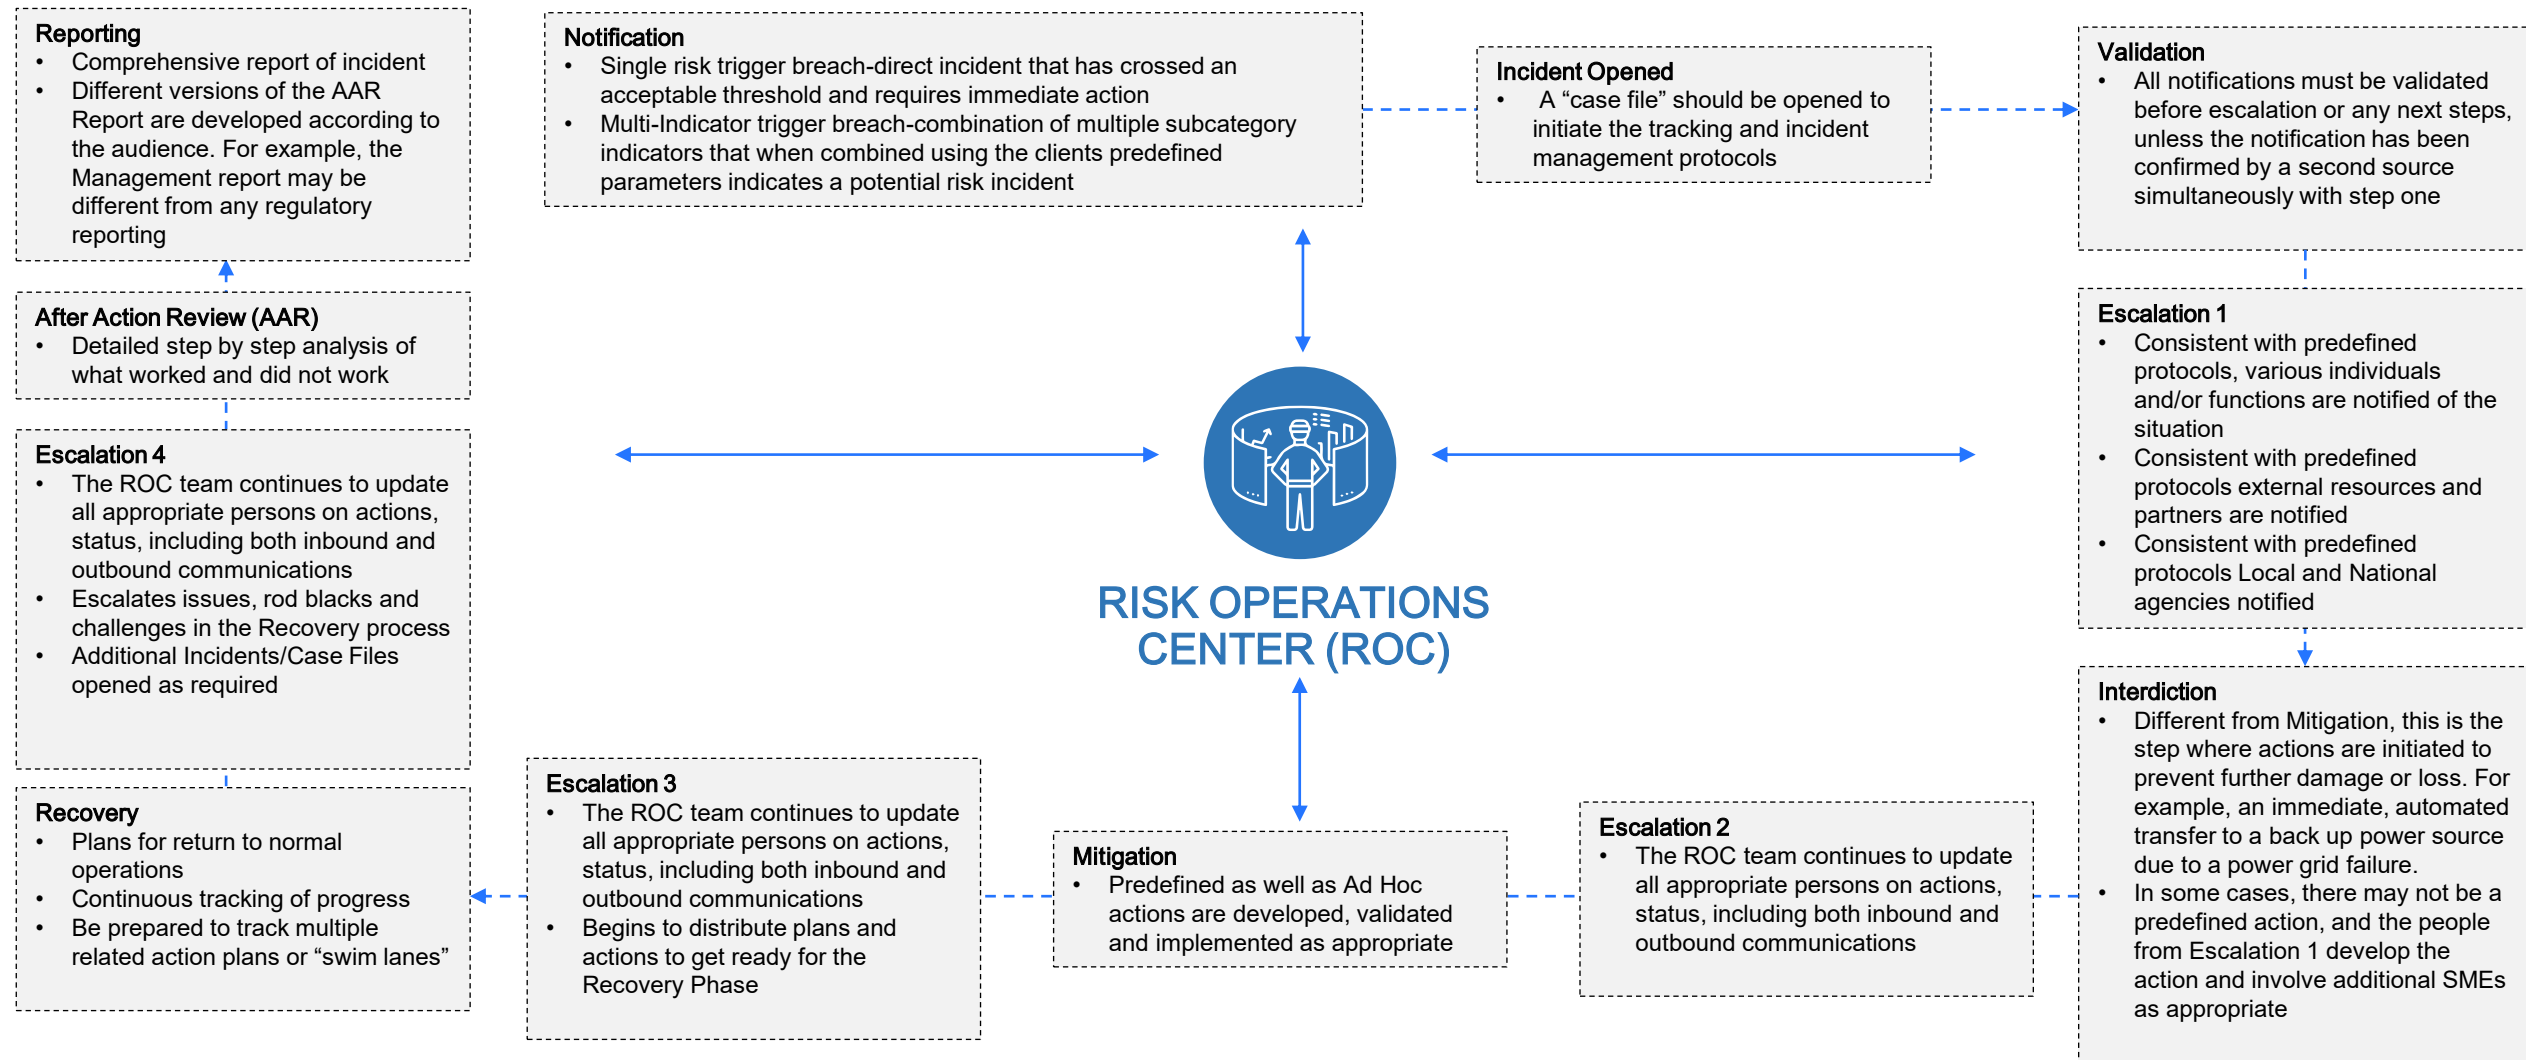 Reporting
• Comprehensive report of incident
• Different versions of the AAR
Report are developed according to
the audience. For example, the
Management report may be
different from any regulatory
reporting
Notification
• Single risk trigger breach-direct incident that has crossed an
acceptable threshold and requires immediate action
• Multi-Indicator trigger breach-combination of multiple subcategory
indicators that when combined using the clients predefined
parameters indicates a potential risk incident
Incident Opened
• A “case file” should be opened to
initiate the tracking and incident
management protocols
Validation
• All notifications must be validated
before escalation or any next steps,
unless the notification has been
confirmed by a second source
simultaneously with step one
Escalation 1
• Consistent with predefined
protocols, various individuals
and/or functions are notified of the
situation
• Consistent with predefined
protocols external resources and
partners are notified
• Consistent with predefined
protocols Local and National
agencies notified
Interdiction
• Different from Mitigation, this is the
step where actions are initiated to
prevent further damage or loss. For
example, an immediate, automated
transfer to a back up power source
due to a power grid failure.
• In some cases, there may not be a
predefined action, and the people
from Escalation 1 develop the
action and involve additional SMEs
as appropriate
Escalation 2
• The ROC team continues to update
all appropriate persons on actions,
status, including both inbound and
outbound communications
Mitigation
• Predefined as well as Ad Hoc
actions are developed, validated
and implemented as appropriate
Escalation 3
• The ROC team continues to update
all appropriate persons on actions,
status, including both inbound and
outbound communications
• Begins to distribute plans and
actions to get ready for the
Recovery Phase
Recovery
• Plans for return to normal
operations
• Continuous tracking of progress
• Be prepared to track multiple
related action plans or “swim lanes”
Escalation 4
• The ROC team continues to update
all appropriate persons on actions,
status, including both inbound and
outbound communications
• Escalates issues, rod blacks and
challenges in the Recovery process
• Additional Incidents/Case Files
opened as required
After Action Review (AAR)
• Detailed step by step analysis of
what worked and did not work
RISK OPERATIONS
CENTER (ROC)